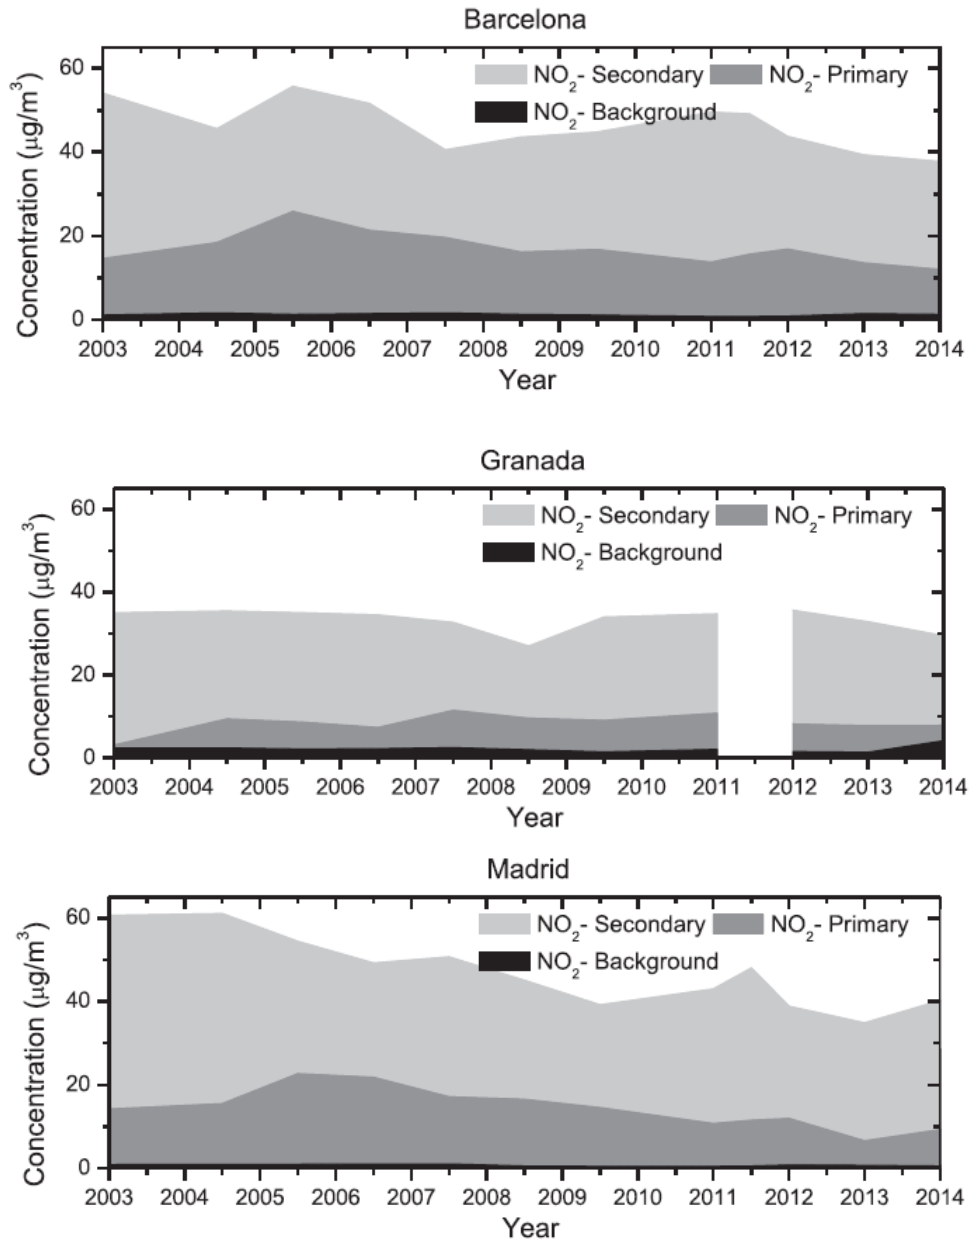 Barcelona
Concentration (μg/m³)
60
40
20
0
NO₂- Secondary
NO₂- Primary
NO₂- Background
2003 2004 2005 2006 2007 2008 2009 2010 2011 2012 2013 2014
Year
Granada
Concentration (μg/m³)
60
40
20
0
NO₂- Secondary
NO₂- Primary
NO₂- Background
2003 2004 2005 2006 2007 2008 2009 2010 2011 2012 2013 2014
Year
Madrid
Concentration (μg/m³)
60
40
20
0
NO₂- Secondary
NO₂- Primary
NO₂- Background
2003 2004 2005 2006 2007 2008 2009 2010 2011 2012 2013 2014
Year